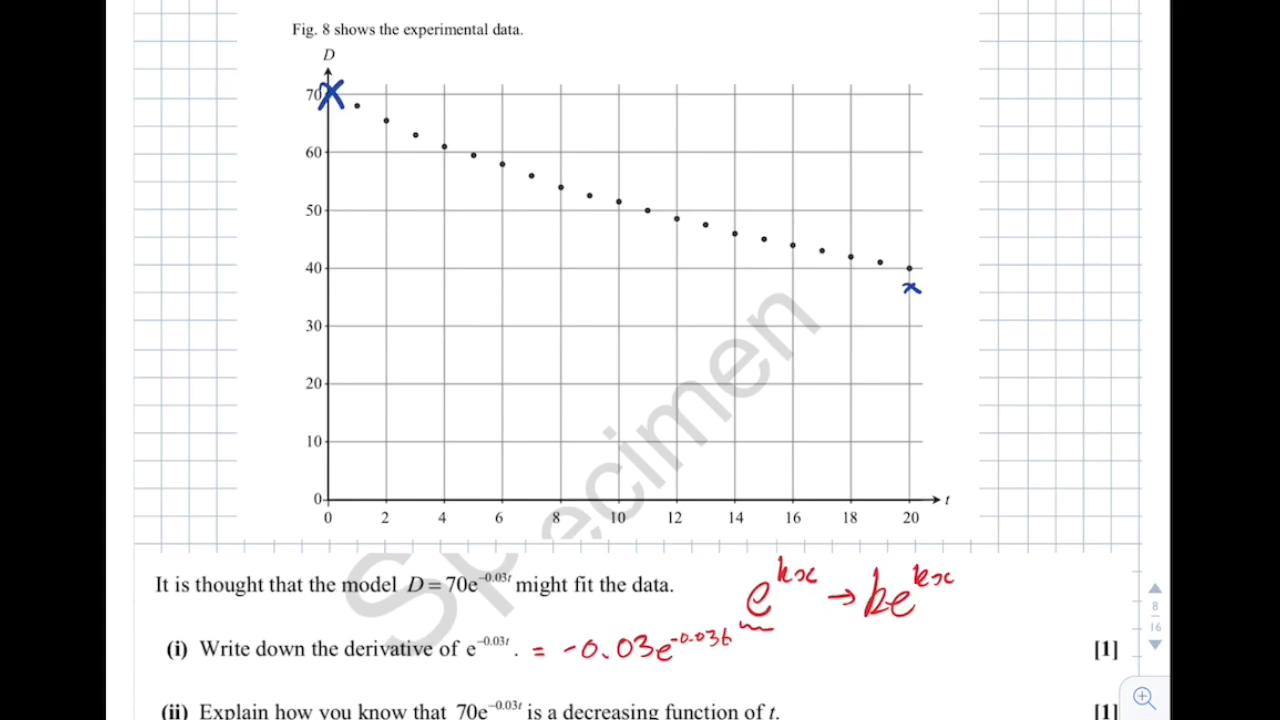 Fig. 8 shows the experimental data.
D
70
60
50
40
30
20
10
0
0 2 4 6 8 10 12 14 16 18 20 t
Specimen
It is thought that the model D = 70e^−0.03t might fit the data.
e^kx → ke^kx
(i) Write down the derivative of e^−0.03t . = -0.03e^-0.03t [1]
8
16
(ii) Explain how you know that 70e^−0.03t is a decreasing function of t. [1]